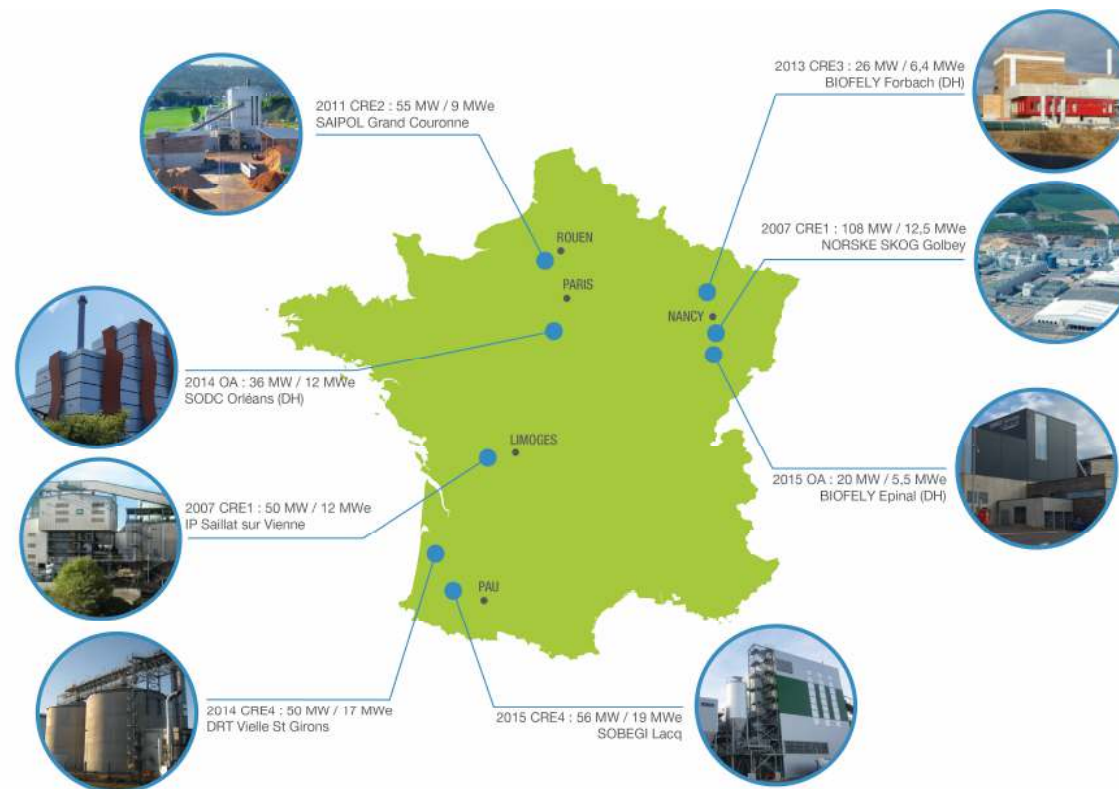 2011 CRE2 : 55 MW / 9 MWe
SAIPOL Grand Couronne
2013 CRE3 : 26 MW / 6,4 MWe
BIOFELY Forbach (DH)
2007 CRE1 : 108 MW / 12,5 MWe
NORSKE SKOG Golbey
ROUEN
PARIS
NANCY
2014 OA : 36 MW / 12 MWe
SODC Orléans (DH)
LIMOGES
2015 OA : 20 MW / 5,5 MWe
BIOFELY Epinal (DH)
2007 CRE1 : 50 MW / 12 MWe
IP Saillat sur Vienne
PAU
2014 CRE4 : 50 MW / 17 MWe
DRT Vielle St Girons
2015 CRE4 : 56 MW / 19 MWe
SOBEGI Lacq